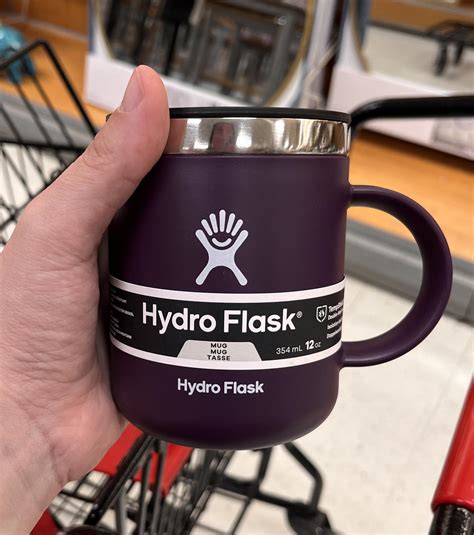 Hydro Flask®
MUG
MUG
TASSE
354 mL 12 oz
Hydro Flask